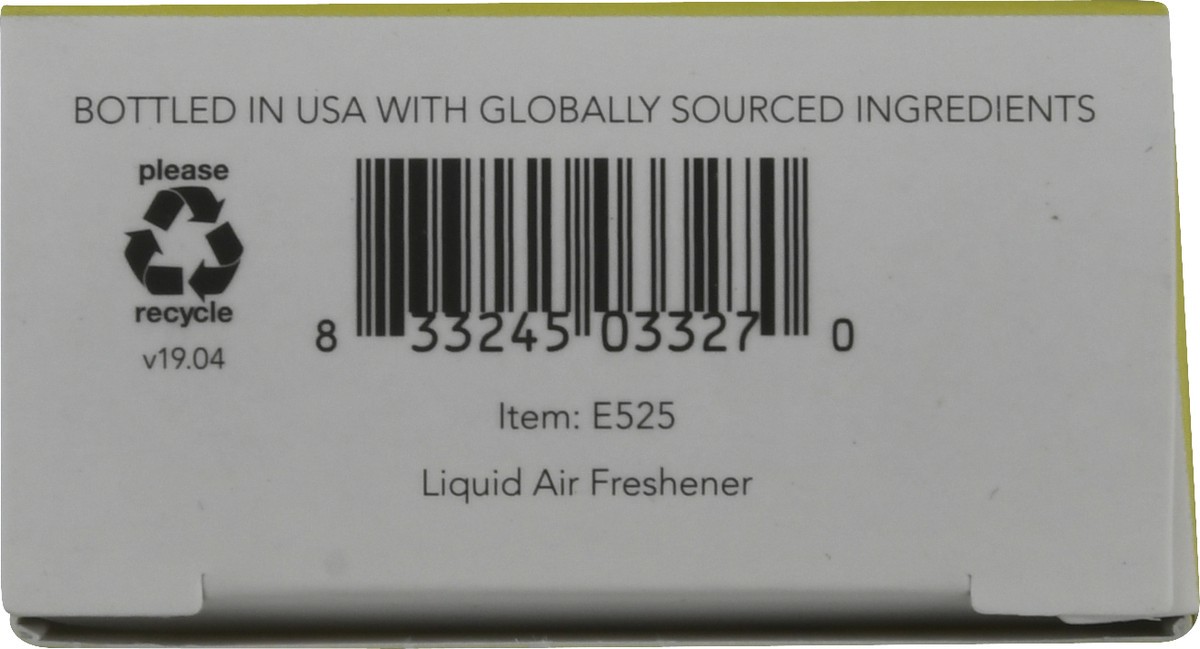 BOTTLED IN USA WITH GLOBALLY SOURCED INGREDIENTS
please
recycle
v19.04
8 33245 03327 0
Item: E525
Liquid Air Freshener